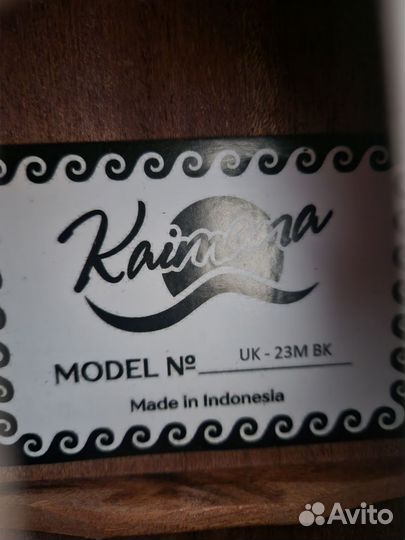 Kaimana
MODEL № UK - 23M BK
Made in Indonesia
Avito